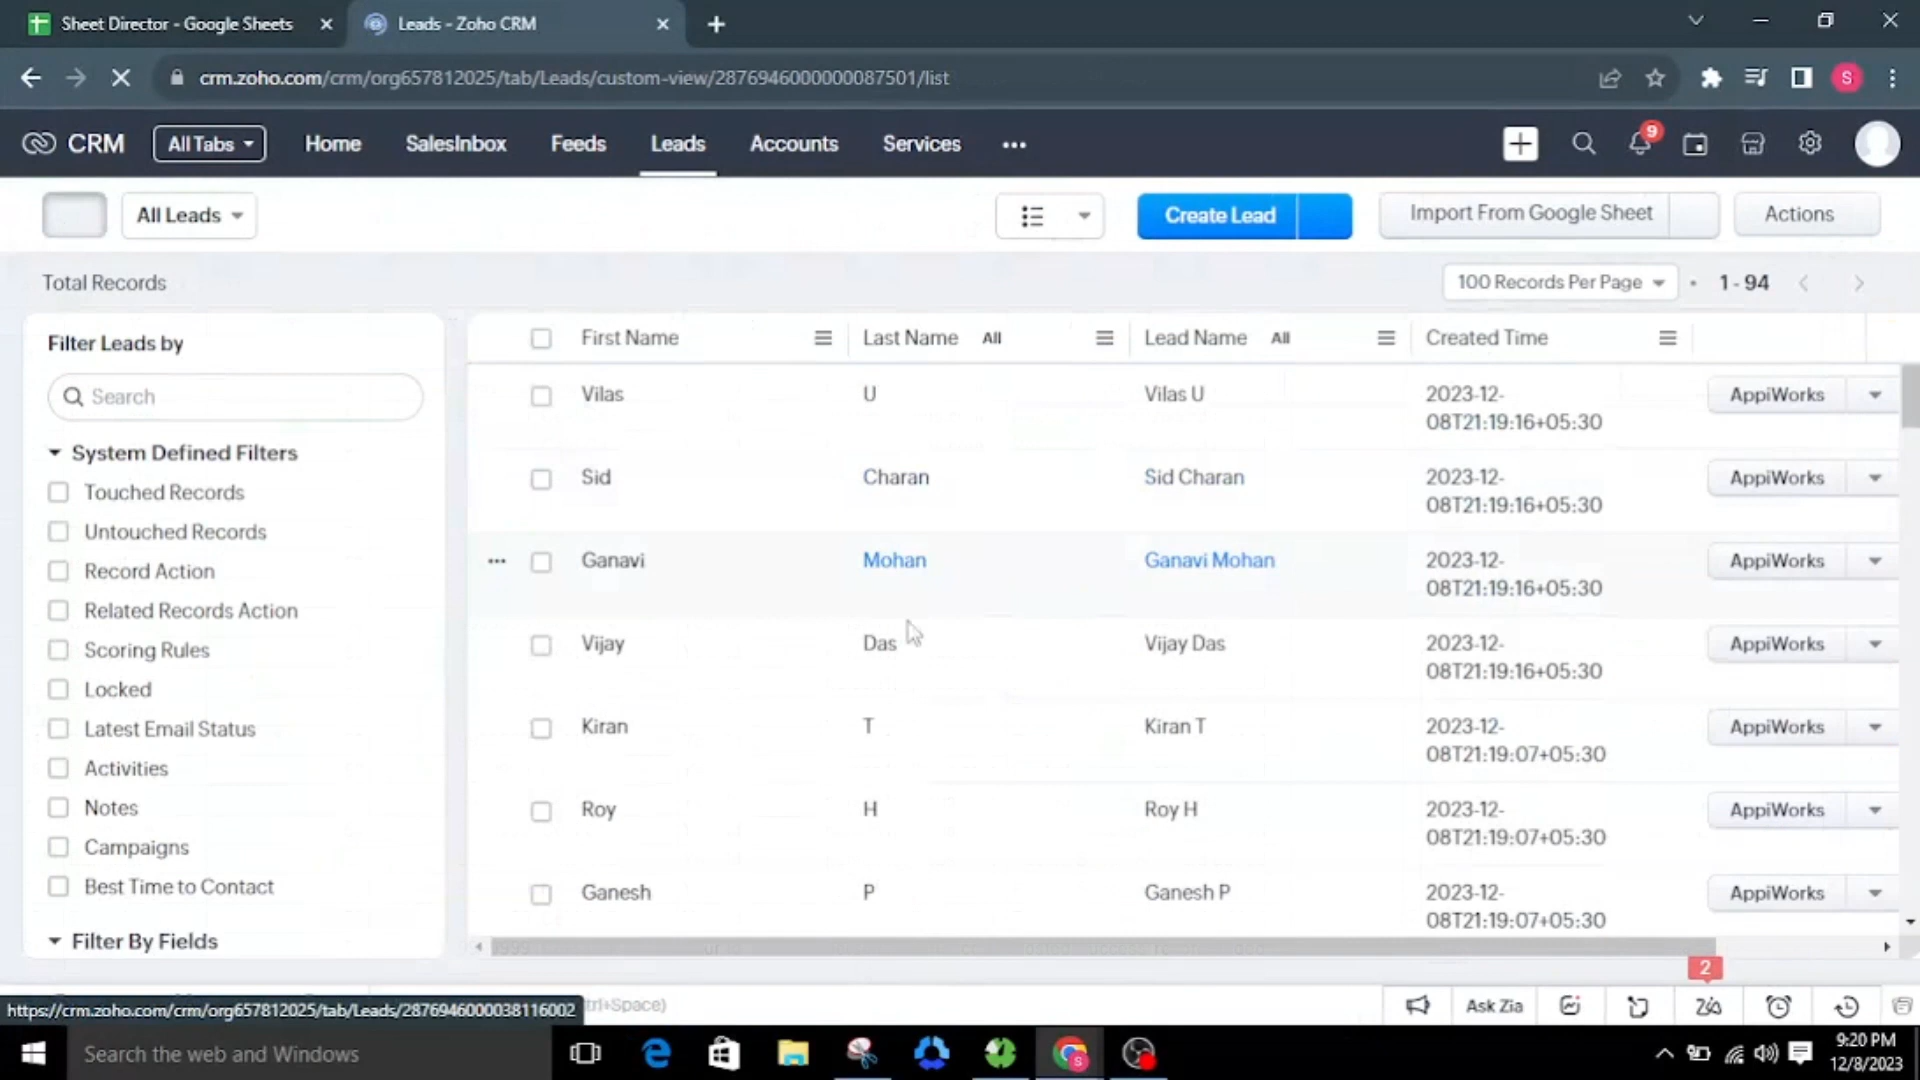 Sheet Director - Google Sheets
Leads - Zoho CRM
crm.zoho.com/crm/org657812025/tab/Leads/custom-view/2876946000000087501/list
S
CRM
All Tabs
Home
SalesInbox
Feeds
Leads
Accounts
Services
9
All Leads
Create Lead
Import From Google Sheet
Actions
Total Records
100 Records Per Page
1 - 94
Filter Leads by
Search
System Defined Filters
Touched Records
Untouched Records
Record Action
Related Records Action
Scoring Rules
Locked
Latest Email Status
Activities
Notes
Campaigns
Best Time to Contact
Filter By Fields
First Name Last Name All Lead Name All Created Time
Vilas U Vilas U 2023-12-
08T21:19:16+05:30 AppiWorks
Sid Charan Sid Charan 2023-12-
08T21:19:16+05:30 AppiWorks
Ganavi Mohan Ganavi Mohan 2023-12-
08T21:19:16+05:30 AppiWorks
Vijay Das Vijay Das 2023-12-
08T21:19:16+05:30 AppiWorks
Kiran T Kiran T 2023-12-
08T21:19:07+05:30 AppiWorks
Roy H Roy H 2023-12-
08T21:19:07+05:30 AppiWorks
Ganesh P Ganesh P 2023-12-
08T21:19:07+05:30 AppiWorks
2
https://crm.zoho.com/crm/org657812025/tab/Leads/2876946000038116002
trl+Space)
Ask Zia
Search the web and Windows
S
9:20 PM
12/8/2023